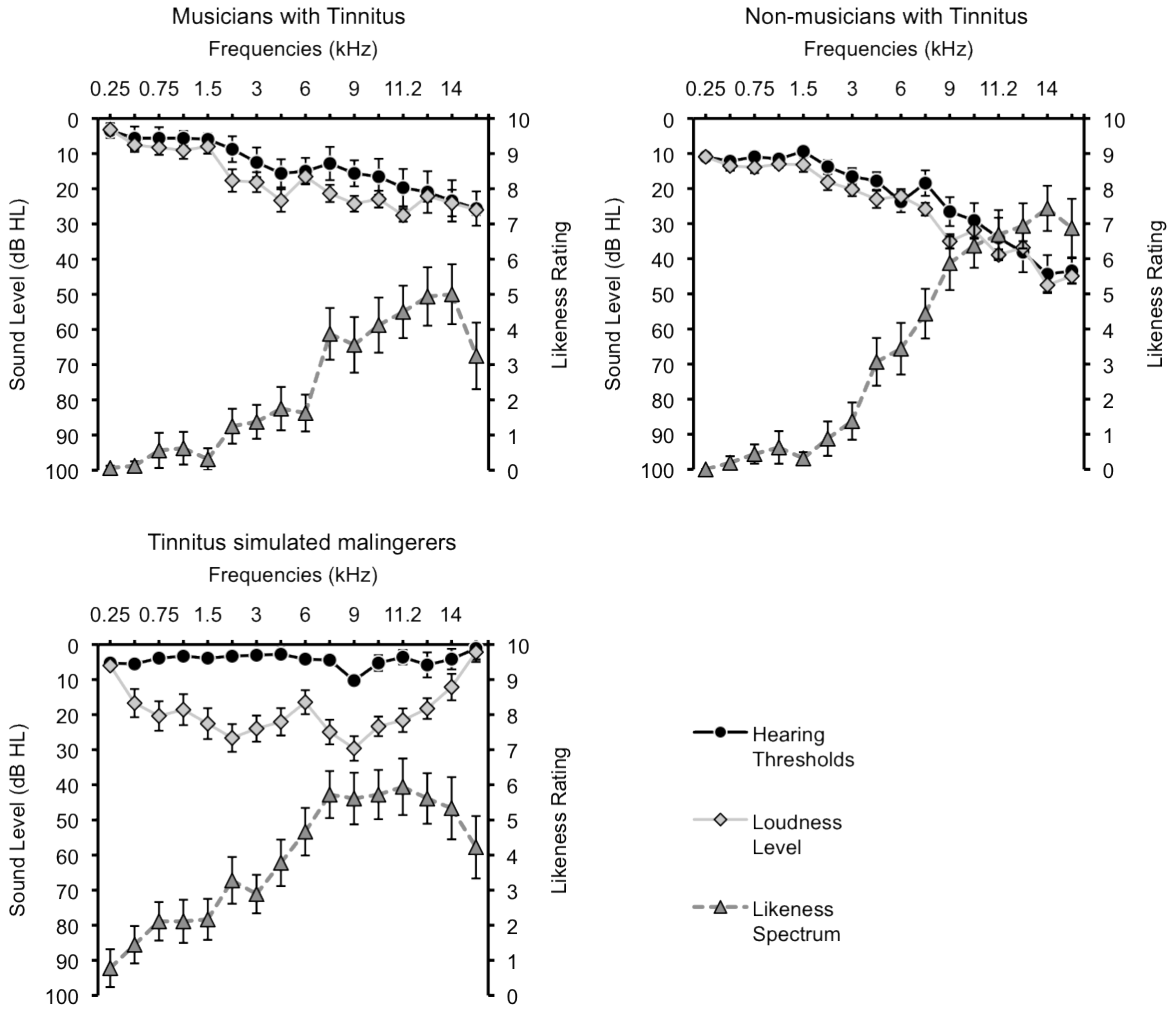 Musicians with Tinnitus
Frequencies (kHz)
0.25 0.75 1.5 3 6 9 11.2 14
0 10
10 9
20 8
30 7
40 6
50 5
60 4
70 3
80 2
90 1
100 0
Sound Level (dB HL)
Likeness Rating
Non-musicians with Tinnitus
Frequencies (kHz)
0.25 0.75 1.5 3 6 9 11.2 14
0 10
10 9
20 8
30 7
40 6
50 5
60 4
70 3
80 2
90 1
100 0
Sound Level (dB HL)
Likeness Rating
Tinnitus simulated malingerers
Frequencies (kHz)
0.25 0.75 1.5 3 6 9 11.2 14
0 10
10 9
20 8
30 7
40 6
50 5
60 4
70 3
80 2
90 1
100 0
Sound Level (dB HL)
Likeness Rating
Hearing
Thresholds
Loudness
Level
Likeness
Spectrum